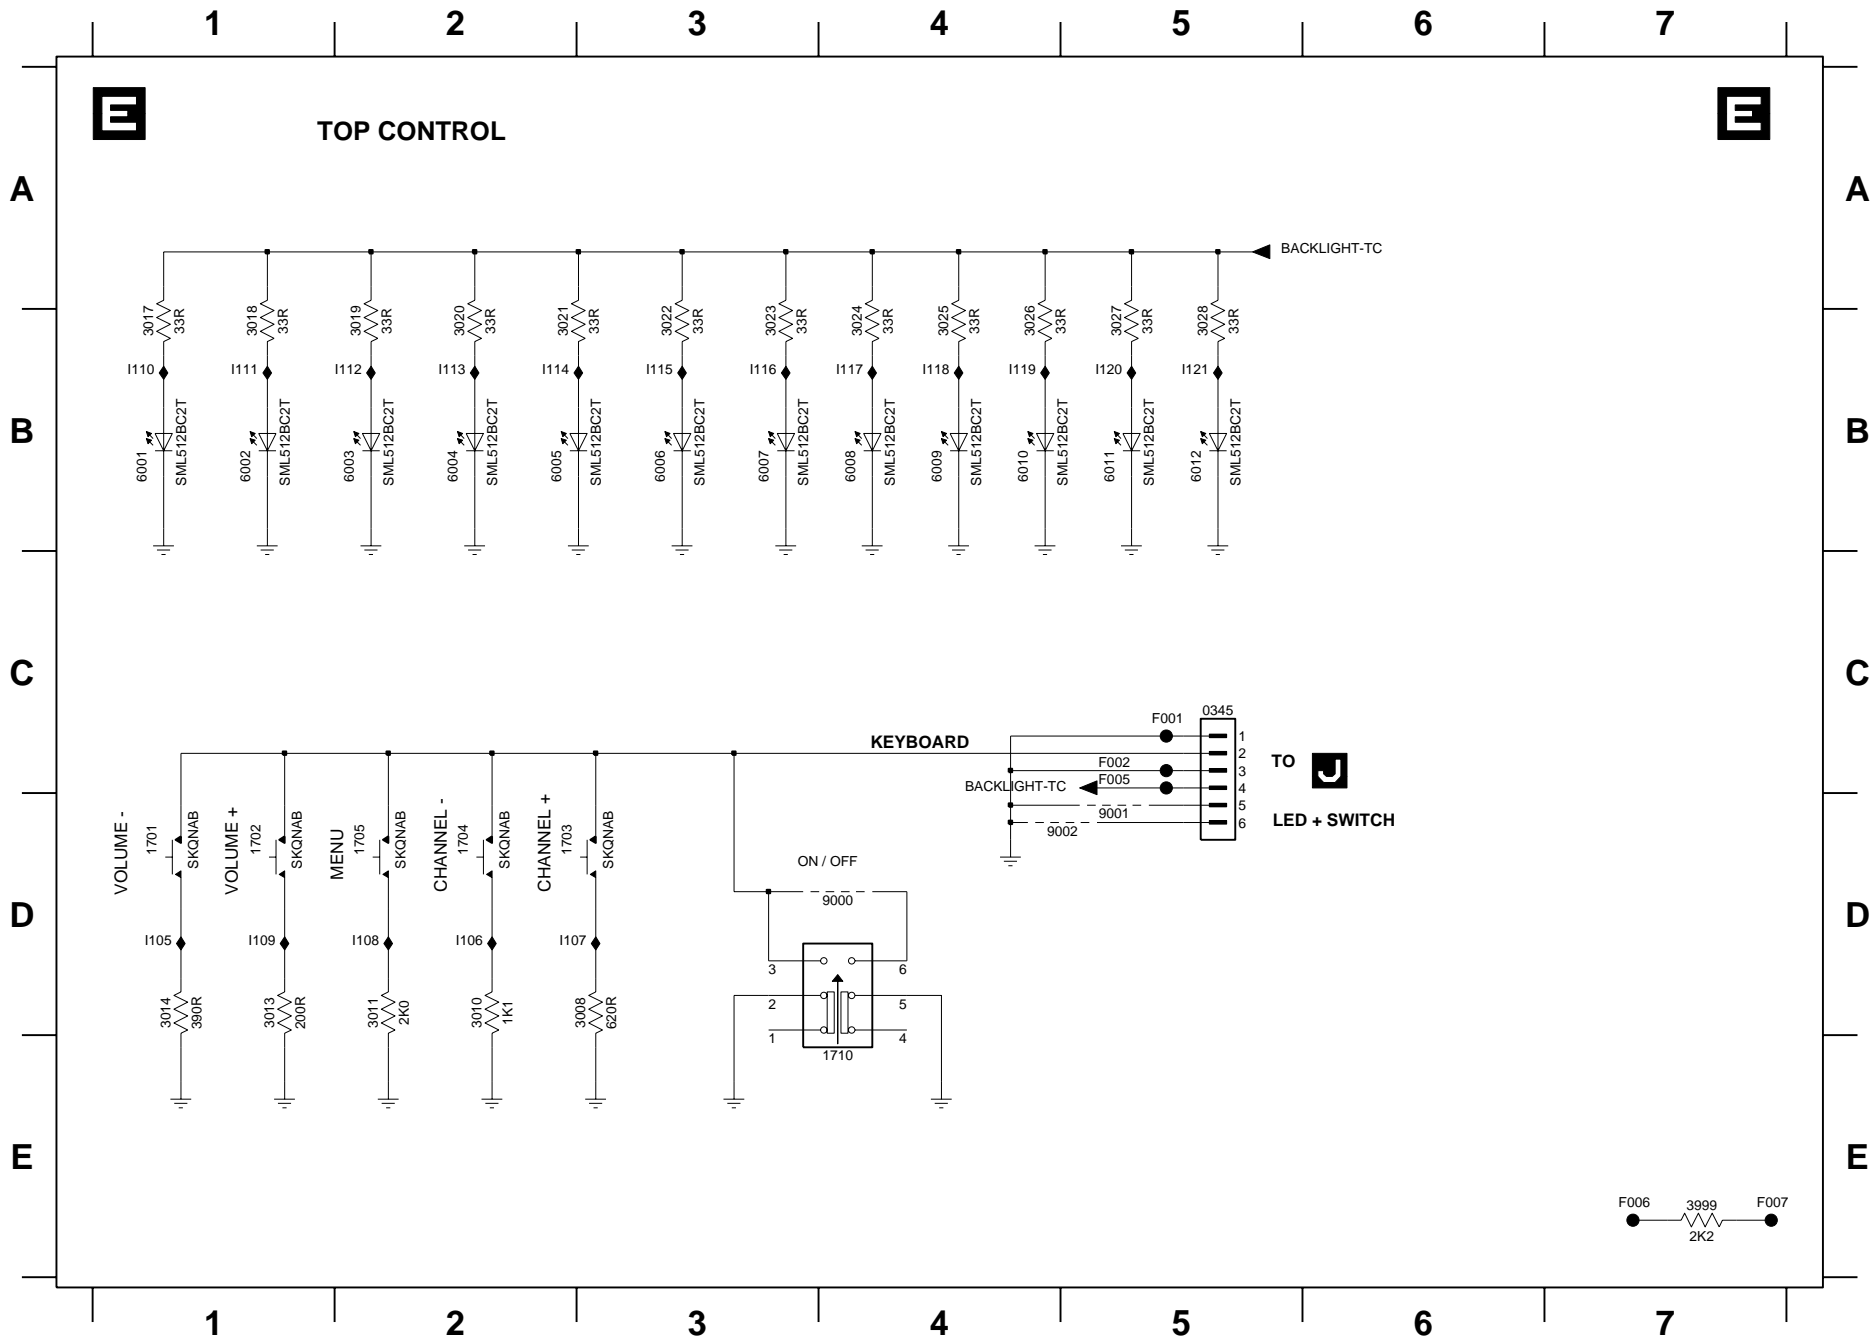 1 2 3 4 5 6 7
E E
TOP CONTROL
A A
BACKLIGHT-TC
3017 33R 3018 33R 3019 33R 3020 33R 3021 33R 3022 33R 3023 33R 3024 33R 3025 33R 3026 33R 3027 33R 3028 33R
I110 I111 I112 I113 I114 I115 I116 I117 I118 I119 I120 I121
B B
6001 SML512BC2T 6002 SML512BC2T 6003 SML512BC2T 6004 SML512BC2T 6005 SML512BC2T 6006 SML512BC2T 6007 SML512BC2T 6008 SML512BC2T 6009 SML512BC2T 6010 SML512BC2T 6011 SML512BC2T 6012 SML512BC2T
C C
0345
F001
1
KEYBOARD
2
F002
3
TO J
BACKLIGHT-TC F005
4
9001
5
9002
6
LED + SWITCH
VOLUME - 1701 SKQNAB
VOLUME + 1702 SKQNAB
MENU 1705 SKQNAB
CHANNEL - 1704 SKQNAB
CHANNEL + 1703 SKQNAB
ON / OFF
9000
D D
I105 I109 I108 I106 I107
3 6
2 5
1 4
1710
3014 390R 3013 200R 3011 2K0 3010 1K1 3008 620R
E E
F006 3999 F007
2K2
1 2 3 4 5 6 7